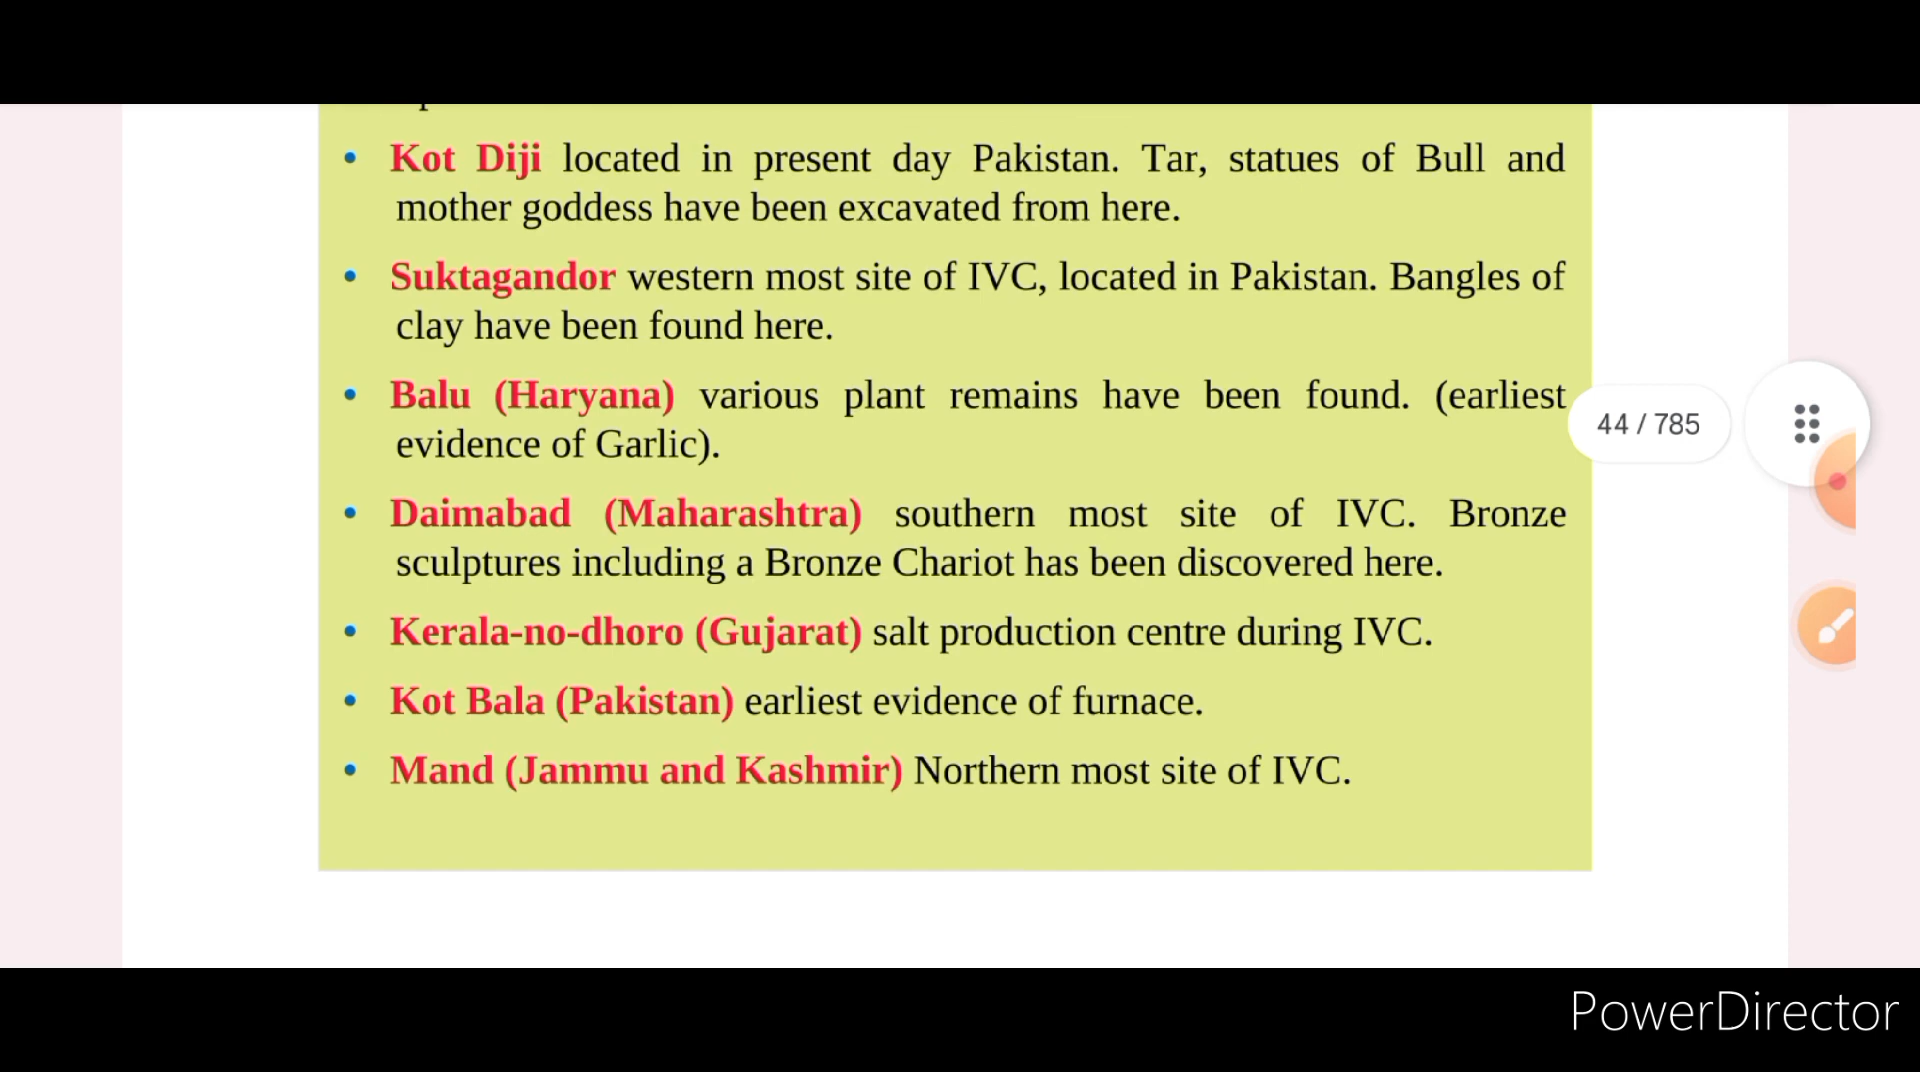 • Kot Diji located in present day Pakistan. Tar, statues of Bull and
mother goddess have been excavated from here.
• Suktagandor western most site of IVC, located in Pakistan. Bangles of
clay have been found here.
• Balu (Haryana) various plant remains have been found. (earliest
evidence of Garlic).
44 / 785
• Daimabad (Maharashtra) southern most site of IVC. Bronze
sculptures including a Bronze Chariot has been discovered here.
• Kerala-no-dhoro (Gujarat) salt production centre during IVC.
• Kot Bala (Pakistan) earliest evidence of furnace.
• Mand (Jammu and Kashmir) Northern most site of IVC.
PowerDirector